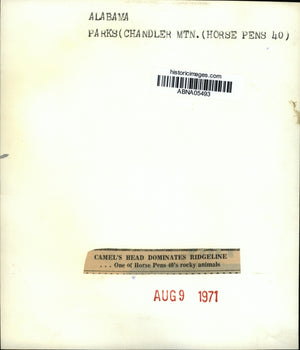 ALABAMA
PARKS(CHANDLER MTN.(HORSE PENS 40)
historicimages.com
ABNA05493
CAMEL'S HEAD DOMINATES RIDGELINE
. . . One of Horse Pens 40's rocky animals
AUG 9 1971